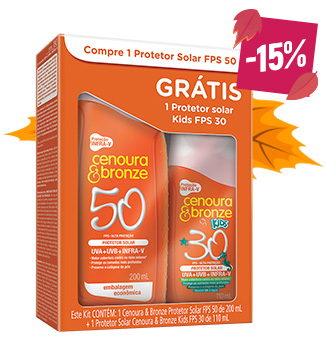 Compre 1 Protetor Solar FPS 50
-15%
GRÁTIS
1 Protetor solar
Kids FPS 30
Proteção
INFRA-V
cenoura
&bronze
50
FPS - ALTA PROTEÇÃO
PROTETOR SOLAR
UVA+UVB+INFRA-V
200 mL
embalagem
econômica
Proteção
INFRA-V
cenoura
&bronze
KIDS
30
PROTETOR SOLAR
UVA+UVB+INFRA-V
110 mL
Este Kit CONTÉM: 1 Cenoura & Bronze Protetor Solar FPS 50 de 200 mL
+ 1 Protetor Solar Cenoura & Bronze Kids FPS 30 de 110 mL